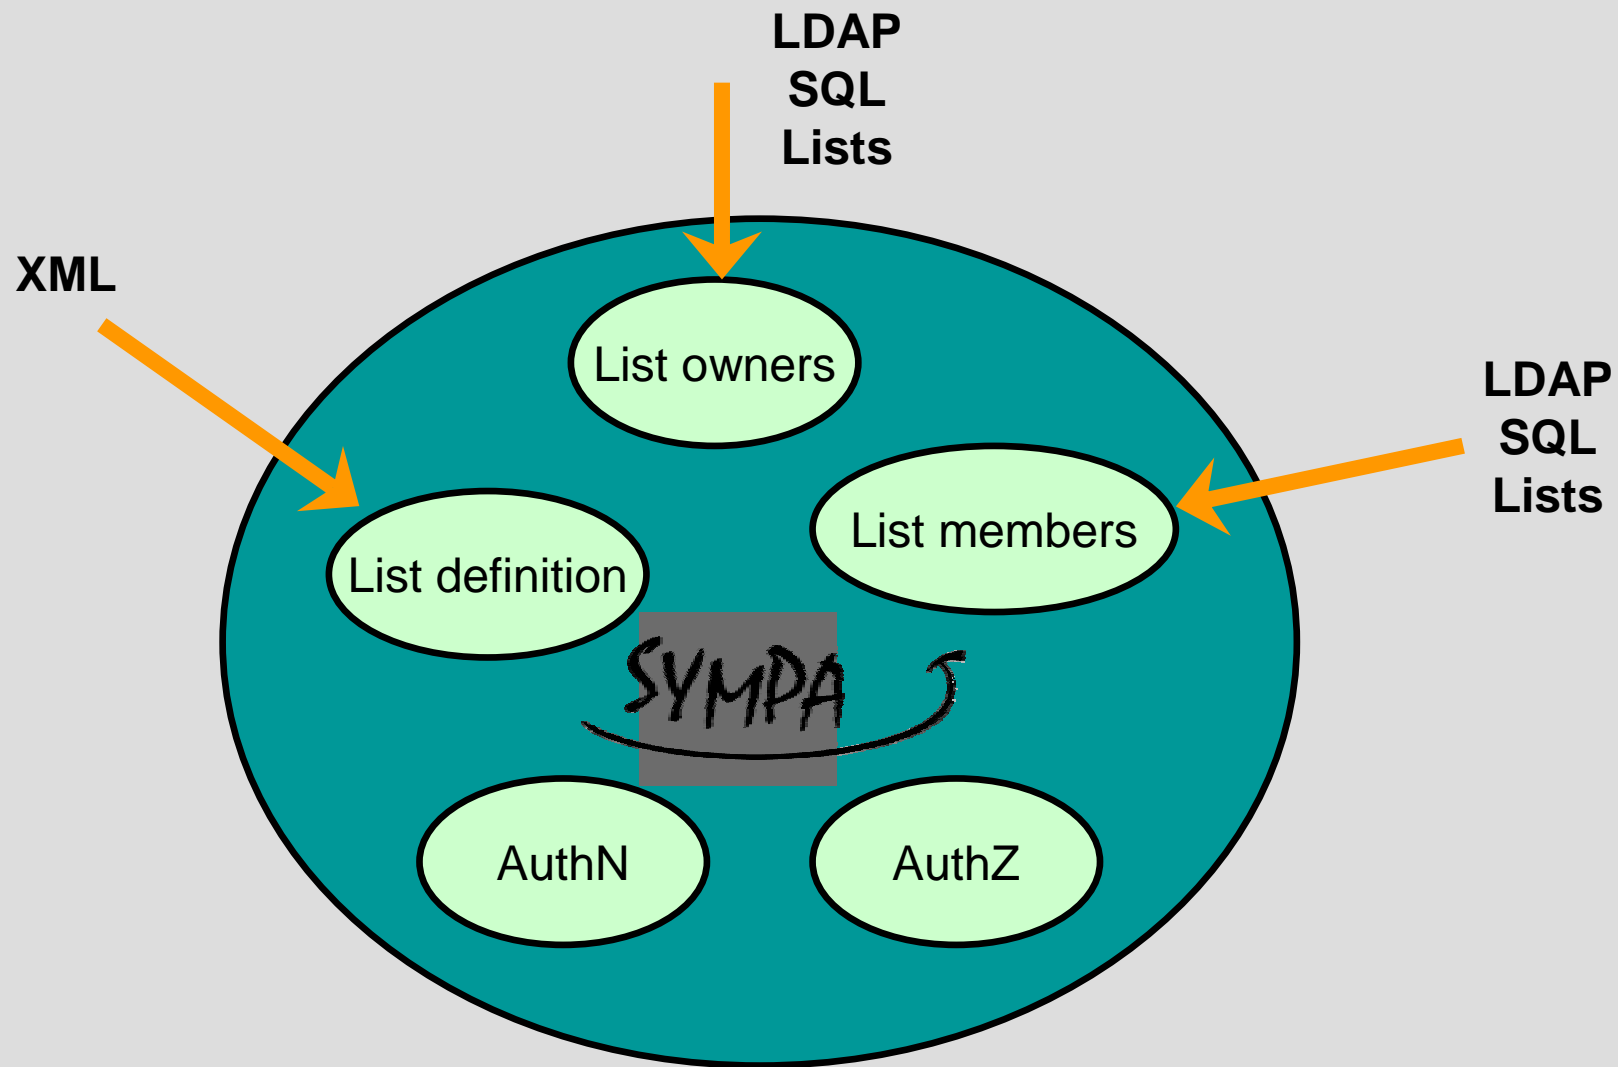 LDAP
SQL
Lists
XML
List owners
LDAP
SQL
Lists
List members
List definition
SYMPA
AuthN
AuthZ